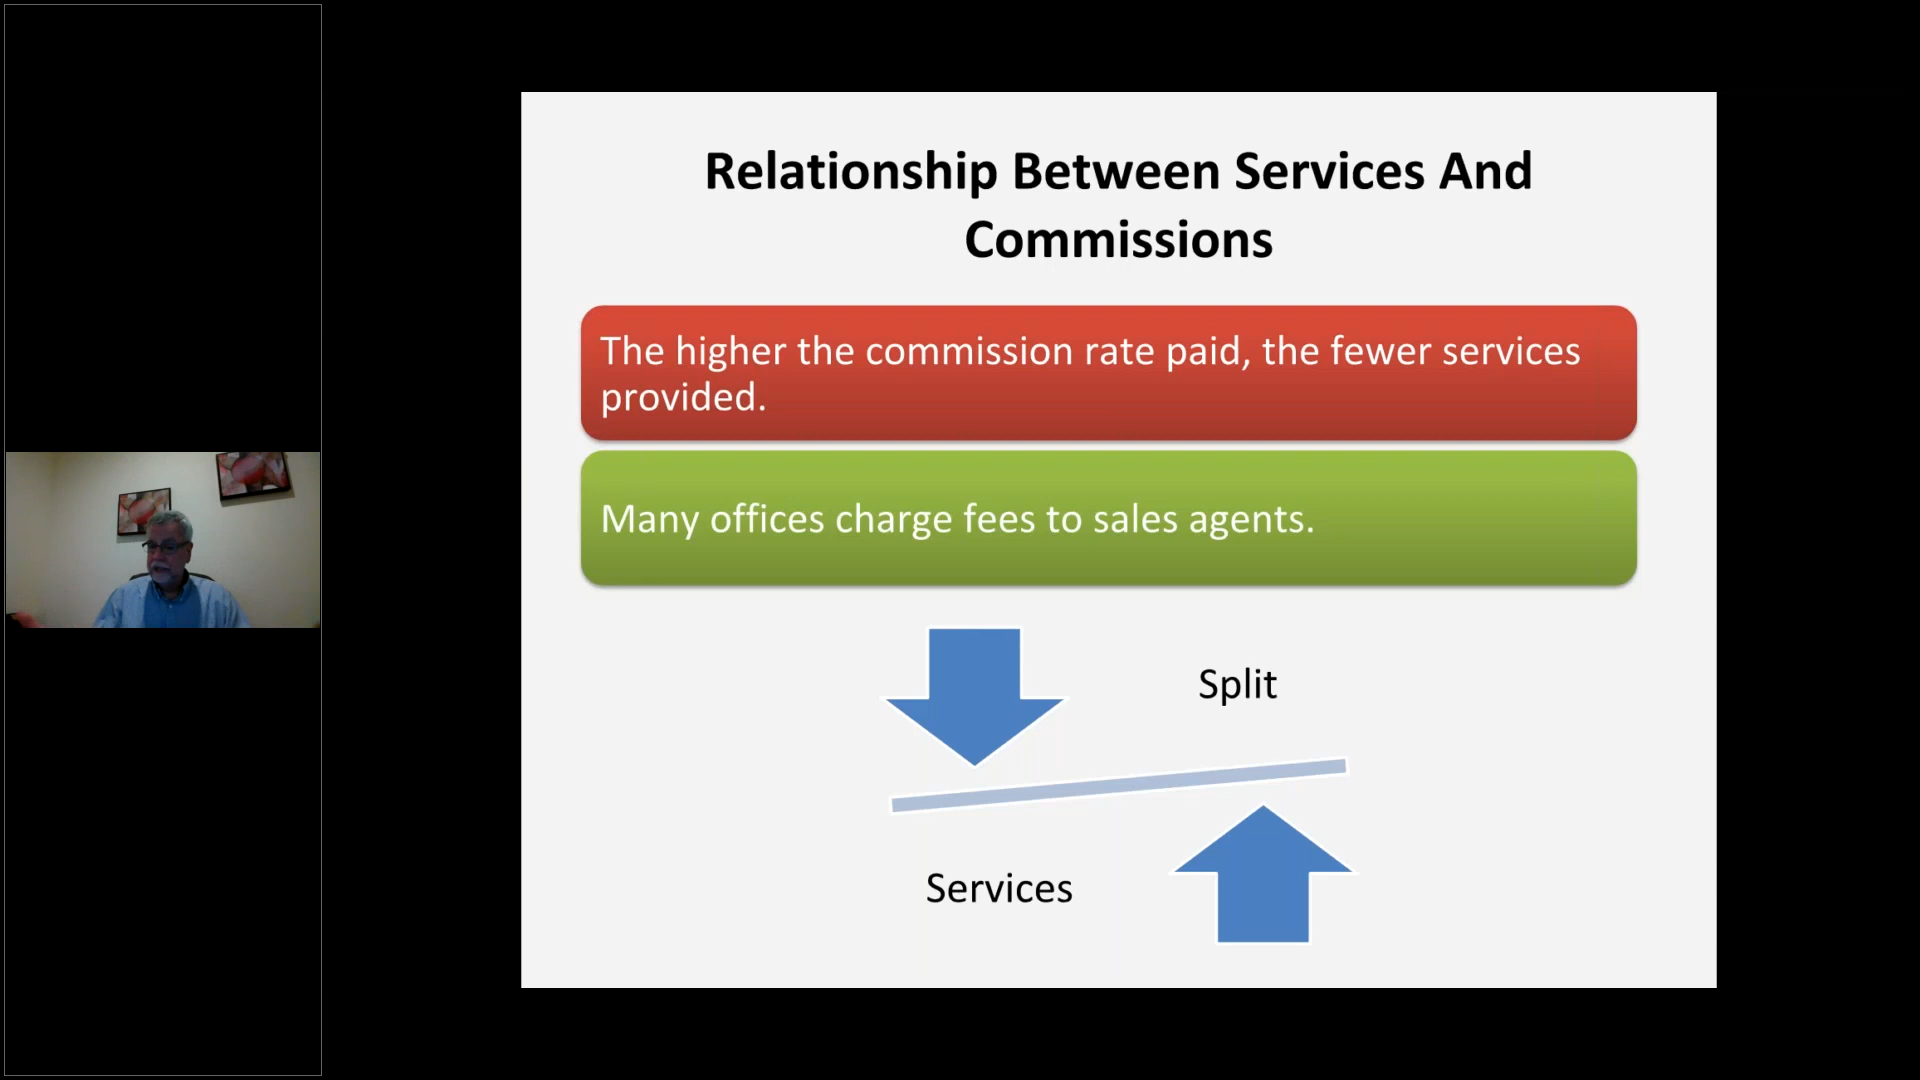 Relationship Between Services And
Commissions
The higher the commission rate paid, the fewer services
provided.
Many offices charge fees to sales agents.
Split
Services